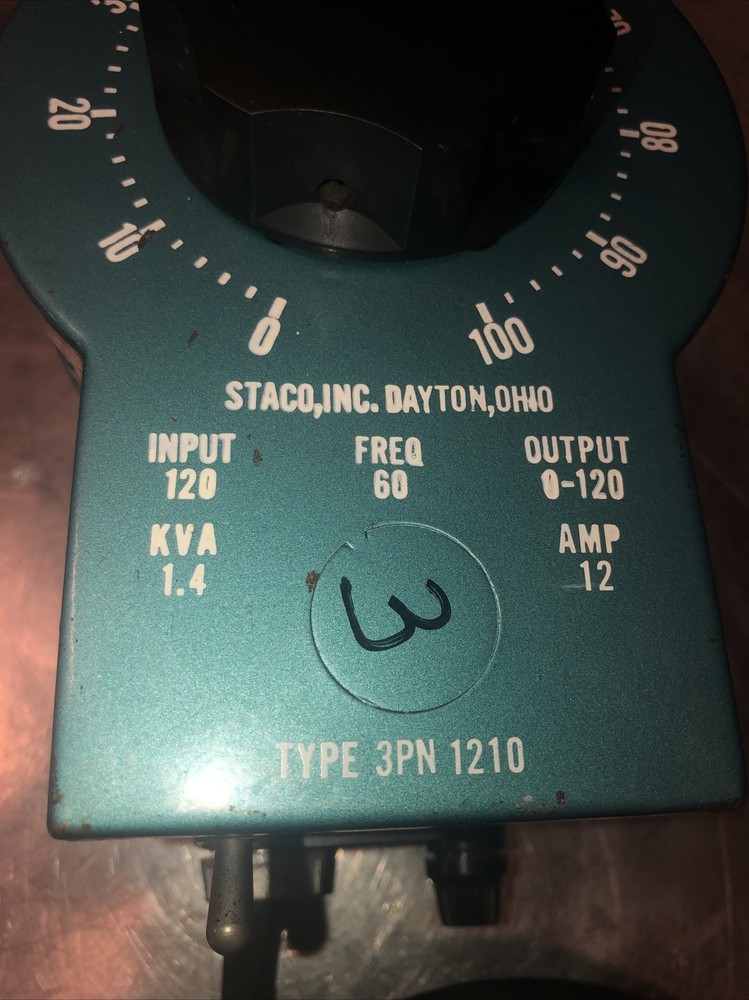 20
80
10
90
0
100
STACO,INC. DAYTON,OHIO
INPUT FREQ OUTPUT
120 60 0-120
KVA AMP
1.4 12
3
TYPE 3PN 1210